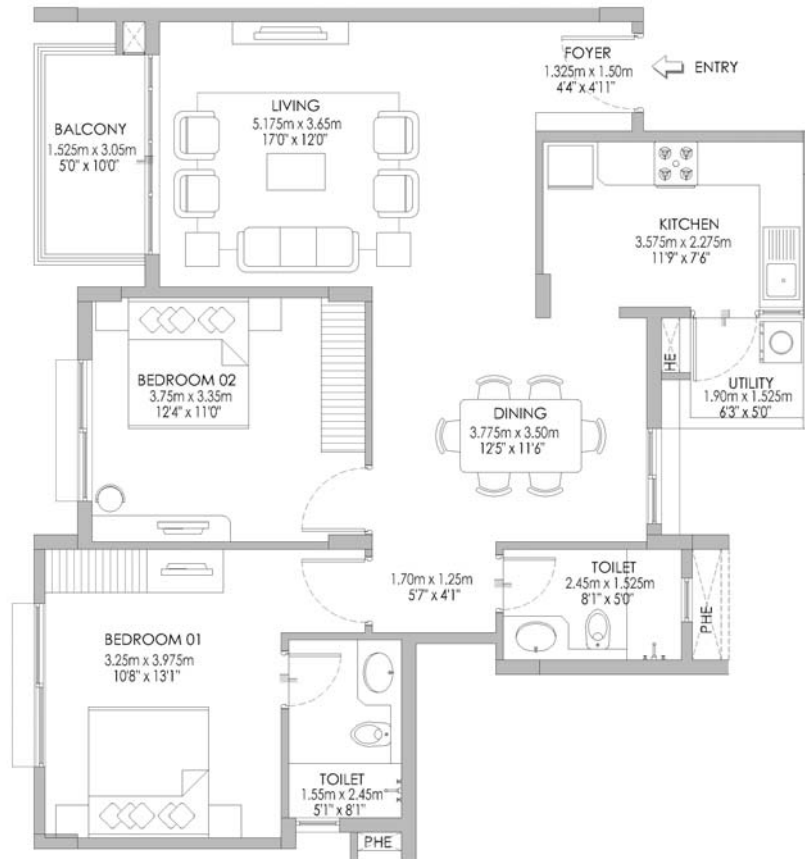 FOYER
1.325m x 1.50m
4'4" x 4'11"
ENTRY
LIVING
5.175m x 3.65m
17'0" x 12'0"
BALCONY
1.525m x 3.05m
5'0" x 10'0"
KITCHEN
3.575m x 2.275m
11'9" x 7'6"
BEDROOM 02
3.75m x 3.35m
12'4" x 11'0"
HE
UTILITY
1.90m x 1.525m
6'3" x 5'0"
DINING
3.775m x 3.50m
12'5" x 11'6"
1.70m x 1.25m
5'7" x 4'1"
TOILET
2.45m x 1.525m
8'1" x 5'0"
PHE
BEDROOM 01
3.25m x 3.975m
10'8" x 13'1"
TOILET
1.55m x 2.45m
5'1" x 8'1"
PHE